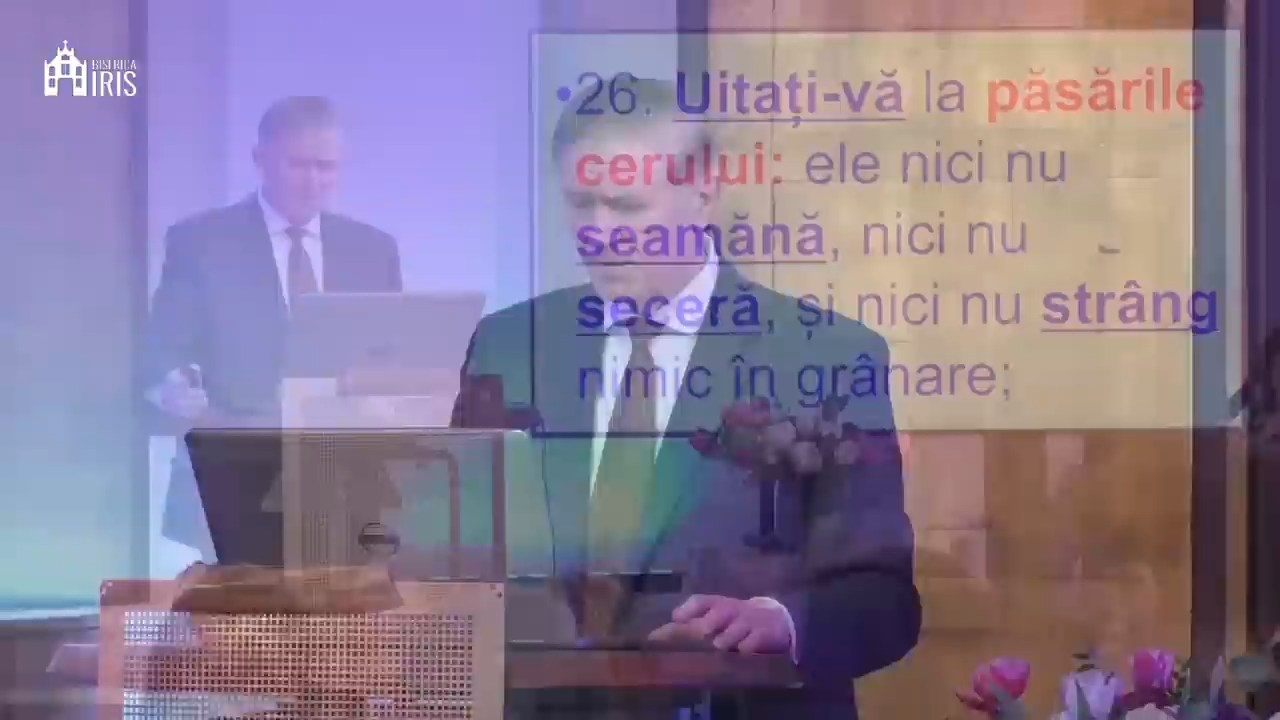 BISERICA
IRIS
•26. Uitați-vă la păsările
cerului: ele nici nu
seamănă, nici nu
seceră, și nici nu strâng
nimic în grânare;